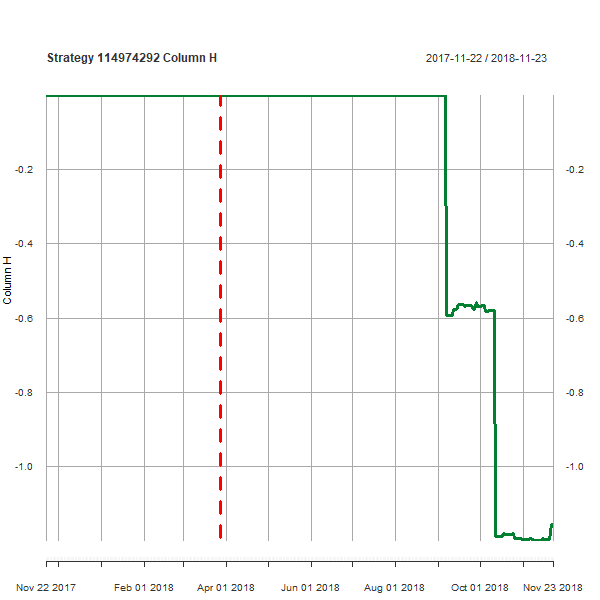 Strategy 114974292 Column H
2017-11-22 / 2018-11-23
-0.2 -0.2
-0.4 -0.4
Column H
-0.6 -0.6
-0.8 -0.8
-1.0 -1.0
Nov 22 2017 Feb 01 2018 Apr 01 2018 Jun 01 2018 Aug 01 2018 Oct 01 2018 Nov 23 2018